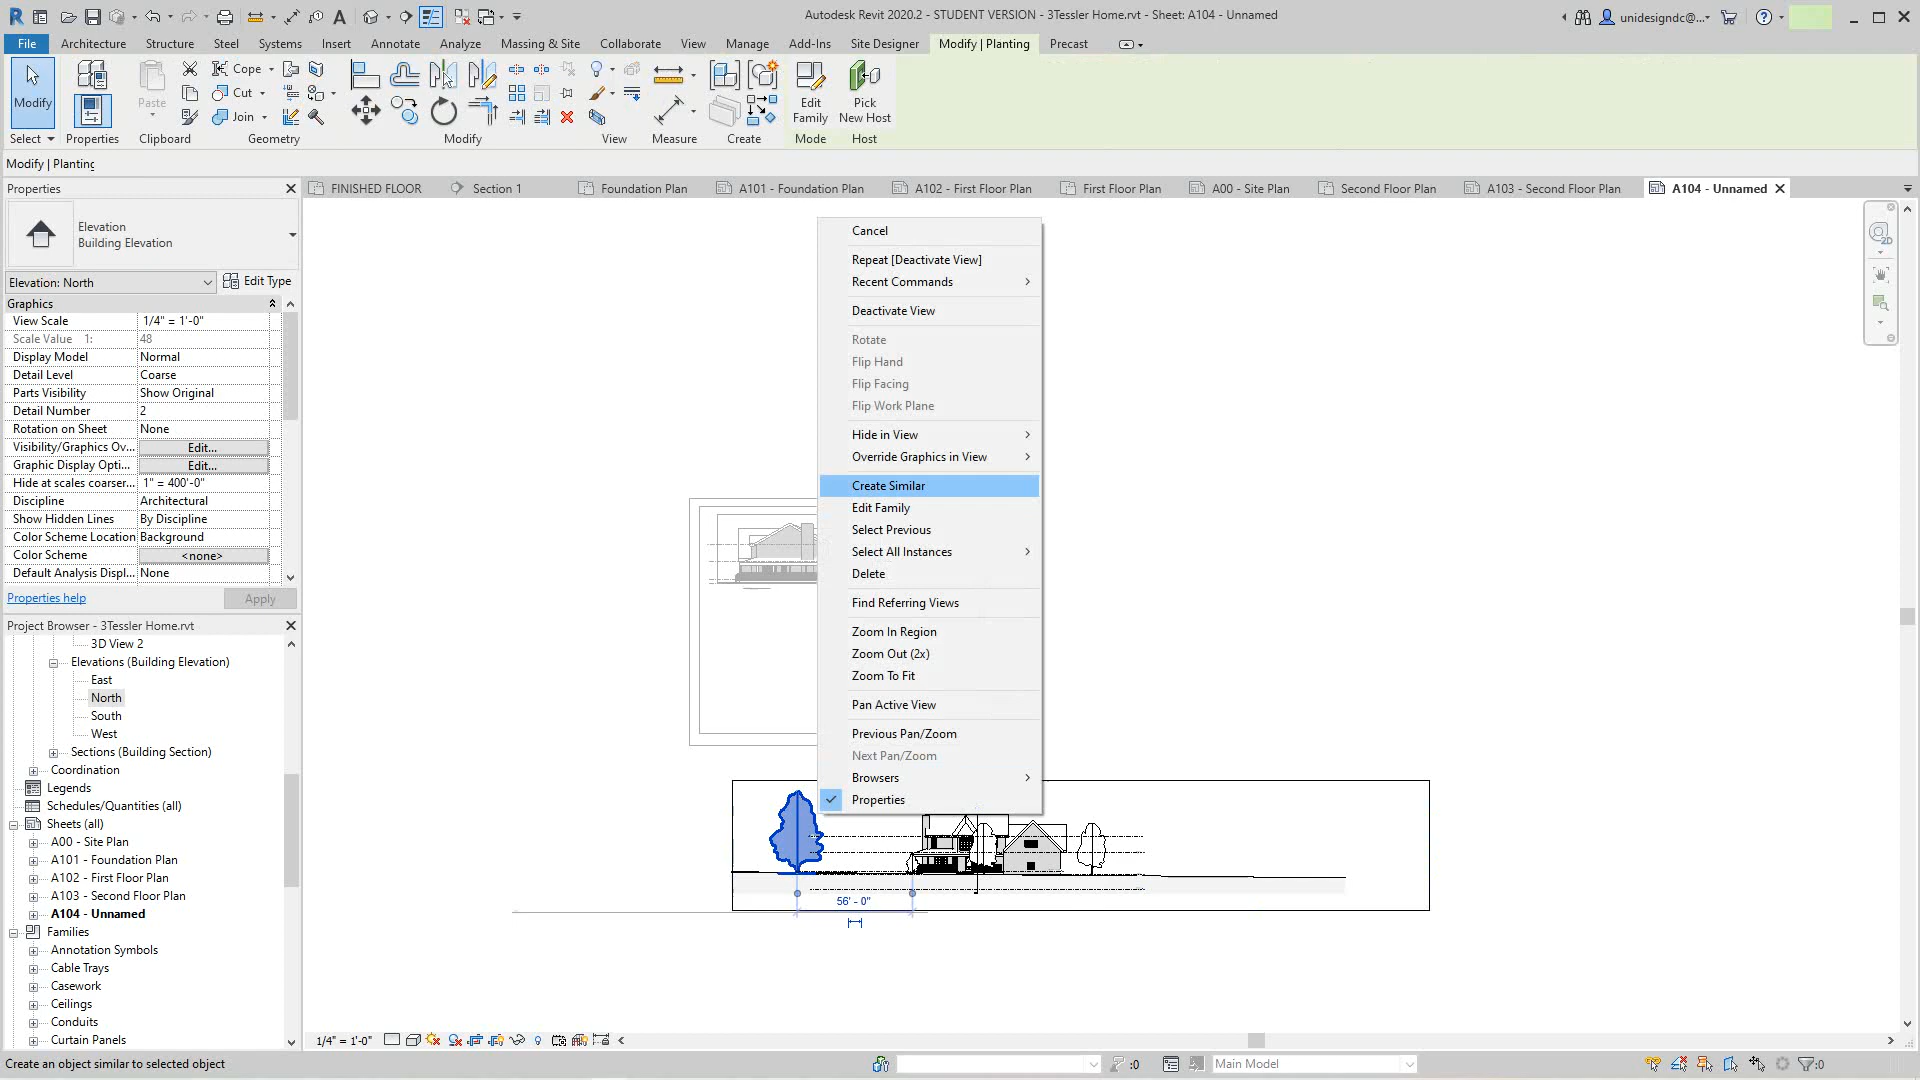 Autodesk Revit 2020.2 - STUDENT VERSION - 3Tessler Home.rvt - Sheet: A104 - Unnamed
unidesigndc@...
File Architecture Structure Steel Systems Insert Annotate Analyze Massing & Site Collaborate View Manage Add-Ins Site Designer Modify | Planting Precast
Modify
Paste
Cope
Cut
Join
Edit Family
Pick New Host
Select Properties Clipboard Geometry Modify View Measure Create Mode Host
Modify | Planting
Properties
FINISHED FLOOR Section 1 Foundation Plan A101 - Foundation Plan A102 - First Floor Plan First Floor Plan A00 - Site Plan Second Floor Plan A103 - Second Floor Plan A104 - Unnamed
Elevation
Building Elevation
Elevation: North Edit Type
Graphics
View Scale 1/4" = 1'-0"
Scale Value 1: 48
Display Model Normal
Detail Level Coarse
Parts Visibility Show Original
Detail Number 2
Rotation on Sheet None
Visibility/Graphics Ov... Edit...
Graphic Display Opti... Edit...
Hide at scales coarser... 1" = 400'-0"
Discipline Architectural
Show Hidden Lines By Discipline
Color Scheme Location Background
Color Scheme <none>
Default Analysis Displ... None
Properties help Apply
Project Browser - 3Tessler Home.rvt
3D View 2
Elevations (Building Elevation)
East
North
South
West
Sections (Building Section)
Coordination
Legends
Schedules/Quantities (all)
Sheets (all)
A00 - Site Plan
A101 - Foundation Plan
A102 - First Floor Plan
A103 - Second Floor Plan
A104 - Unnamed
Families
Annotation Symbols
Cable Trays
Casework
Ceilings
Conduits
Curtain Panels
Cancel
Repeat [Deactivate View]
Recent Commands
Deactivate View
Rotate
Flip Hand
Flip Facing
Flip Work Plane
Hide in View
Override Graphics in View
Create Similar
Edit Family
Select Previous
Select All Instances
Delete
Find Referring Views
Zoom In Region
Zoom Out (2x)
Zoom To Fit
Pan Active View
Previous Pan/Zoom
Next Pan/Zoom
Browsers
Properties
56' - 0"
1/4" = 1'-0"
Create an object similar to selected object
:0
Main Model
:0